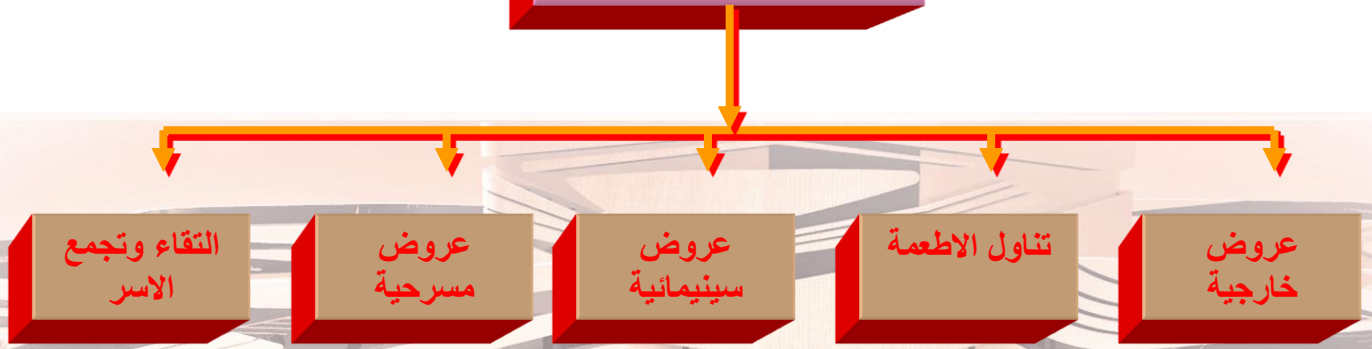 عروض
خارجية
تناول الاطعمة
عروض
سينيمائية
عروض
مسرحية
التقاء وتجمع
الاسر